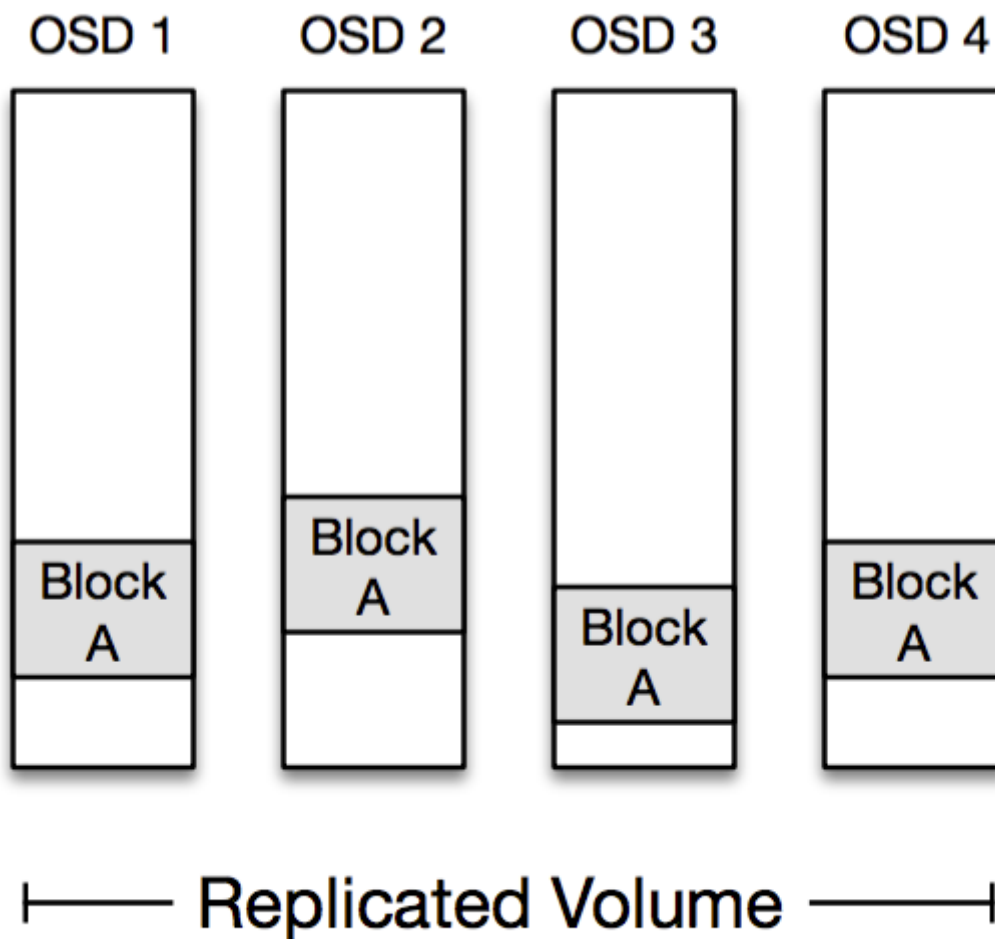 OSD 1 OSD 2 OSD 3 OSD 4
Block
A
Block
A
Block
A
Block
A
Replicated Volume